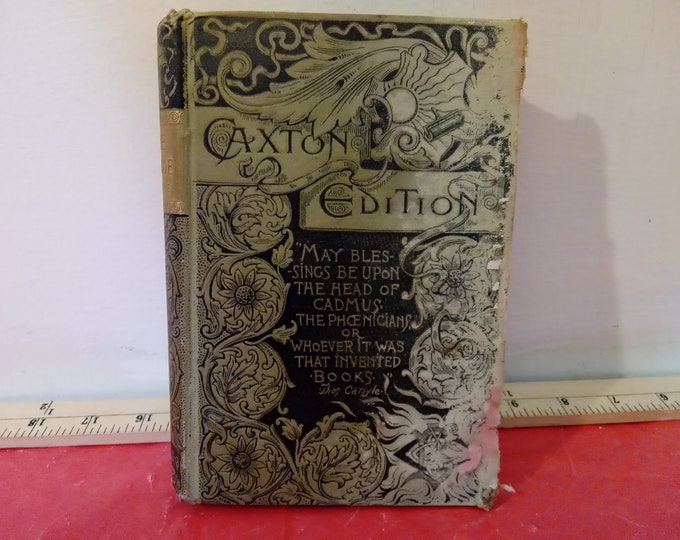 CAXTON
EDITION
"MAY BLES-
-SINGS BE UPON
THE HEAD OF
CADMUS,
THE PHŒNICIANS,
OR
WHOEVER IT WAS
THAT INVENTED
BOOKS."
Thos Carlyle.